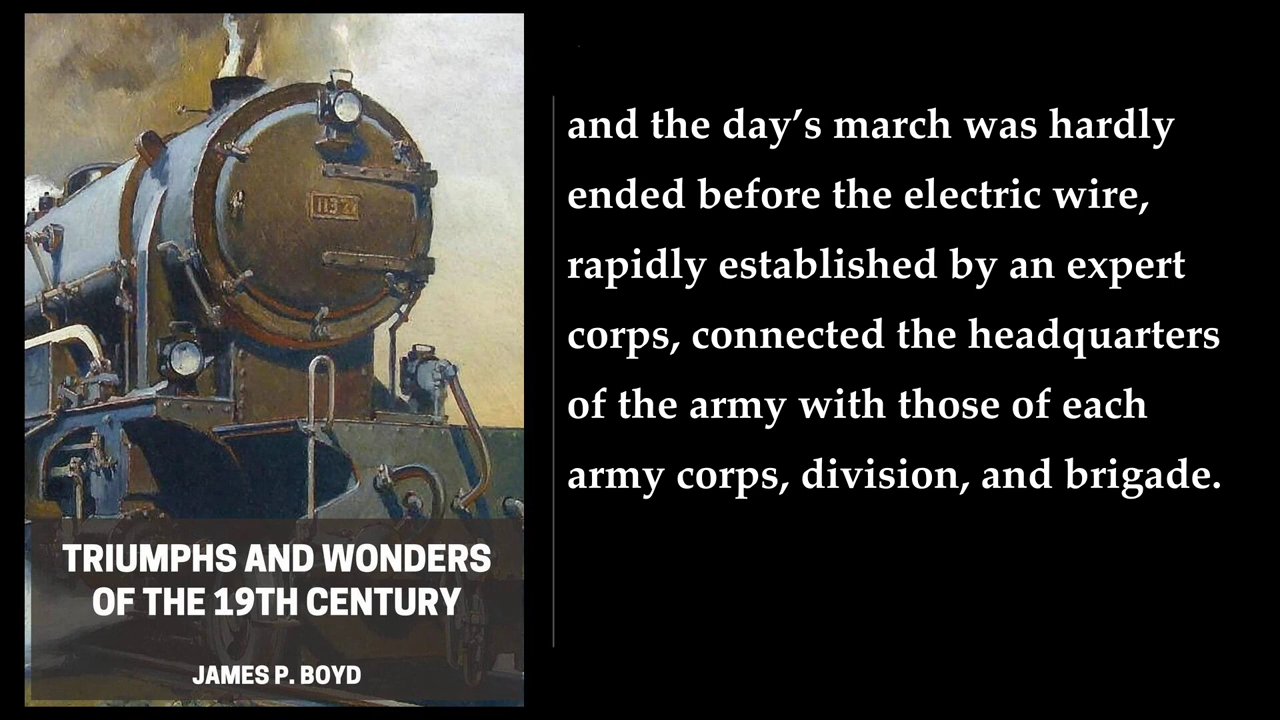 and the day’s march was hardly
ended before the electric wire,
rapidly established by an expert
corps, connected the headquarters
of the army with those of each
army corps, division, and brigade.
1132
TRIUMPHS AND WONDERS
OF THE 19TH CENTURY
JAMES P. BOYD